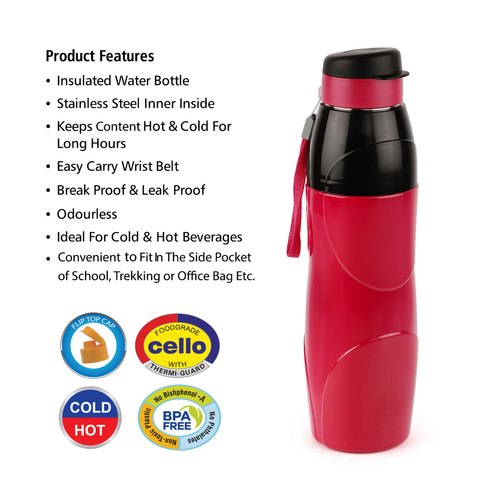 Product Features
• Insulated Water Bottle
• Stainless Steel Inner Inside
• Keeps Content Hot & Cold For
Long Hours
• Easy Carry Wrist Belt
• Break Proof & Leak Proof
• Odourless
• Ideal For Cold & Hot Beverages
• Convenient to Fit In The Side Pocket
of School, Trekking or Office Bag Etc.
FLIP TOP CAP
FOODGRADE
cello
WITH
THERMI-GUARD
COLD
HOT
No Bishphenol -A
Non-Toxic Plastic
BPA
FREE
No Phthalates